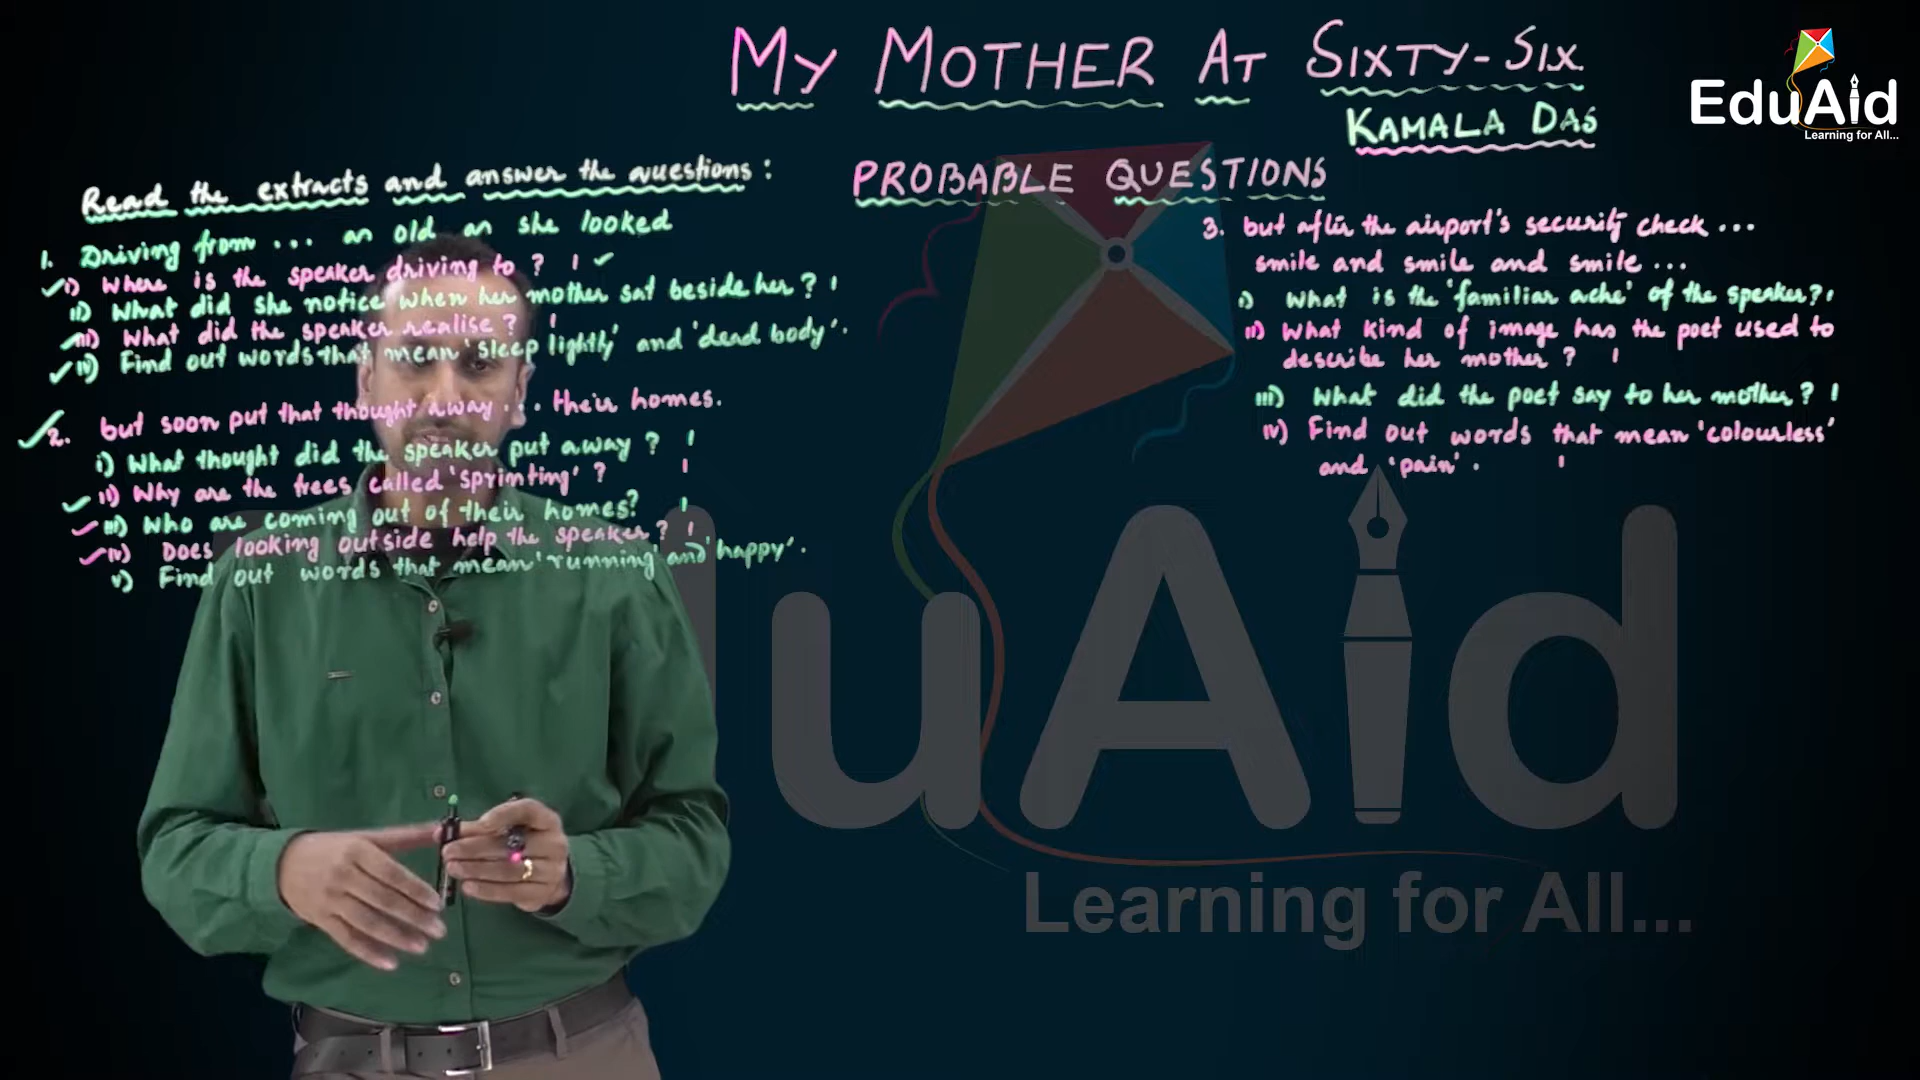 MY MOTHER AT SIXTY-SIX
KAMALA DAS
EduAid
Learning for All...
PROBABLE QUESTIONS
Read the extracts and answer the questions:
1. Driving from ... an old as she looked
i) Where is the speaker driving to? 1
ii) What did she notice when her mother sat beside her? 1
iii) What did the speaker realise? 1
iv) Find out words that mean 'sleep lightly' and 'dead body'.
2. but soon put that thought away ... their homes.
i) What thought did the speaker put away? 1
ii) Why are the trees called 'sprinting'? 1
iii) Who are coming out of their homes? 1
iv) Does looking outside help the speaker? 1
v) Find out words that mean 'running' and 'happy'.
3. but after the airport's security check ...
smile and smile and smile ...
i) What is the 'familiar ache' of the speaker? 1
ii) What kind of image has the poet used to
describe her mother? 1
iii) What did the poet say to her mother? 1
iv) Find out words that mean 'colourless'
and 'pain'. 1
uAid
Learning for All...